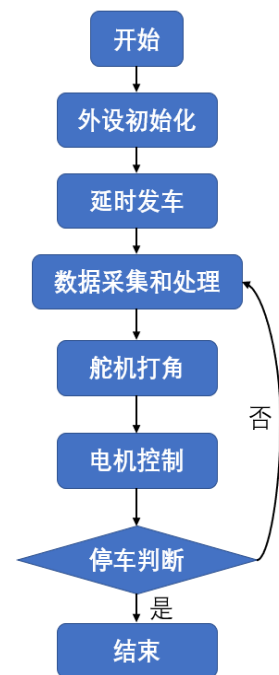 开始
外设初始化
延时发车
数据采集和处理
舵机打角
否
电机控制
停车判断
是
结束